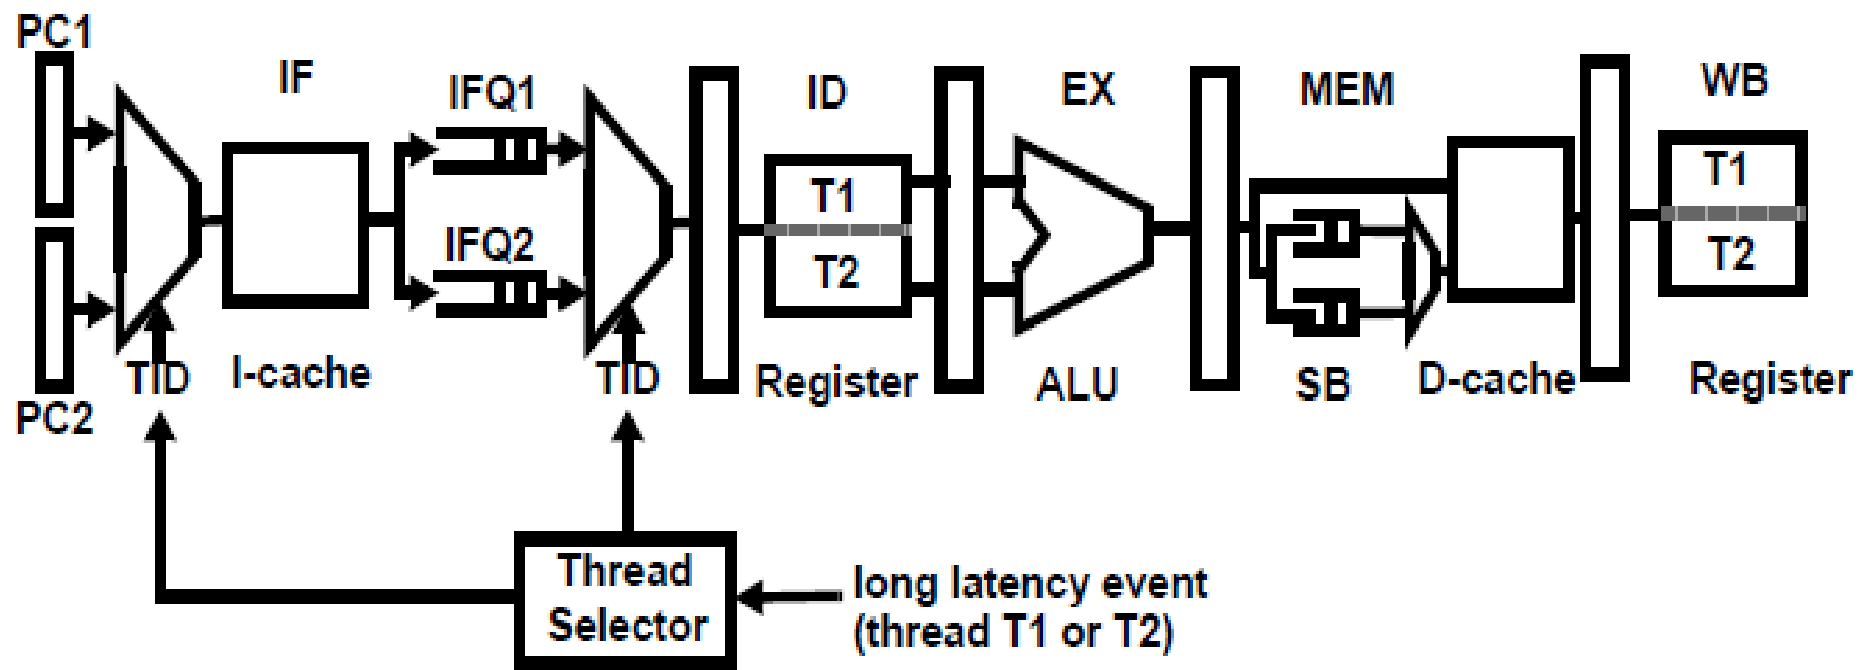 PC1
IF
IFQ1
ID
EX
MEM
WB
T1
T2
IFQ2
T1
T2
TID
I-cache
TID
Register
ALU
SB
D-cache
Register
PC2
Thread
Selector
long latency event
(thread T1 or T2)